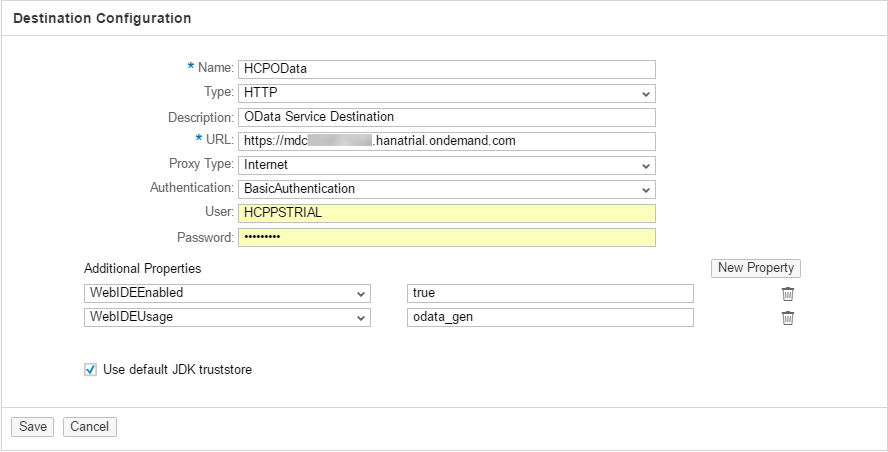 Destination Configuration
* Name: HCPOData
Type: HTTP
Description: OData Service Destination
* URL: https://mdc .hanatrial.ondemand.com
Proxy Type: Internet
Authentication: BasicAuthentication
User: HCPPSTRIAL
Password: •••••••••
Additional Properties New Property
WebIDEEnabled true
WebIDEUsage odata_gen
Use default JDK truststore
Save Cancel